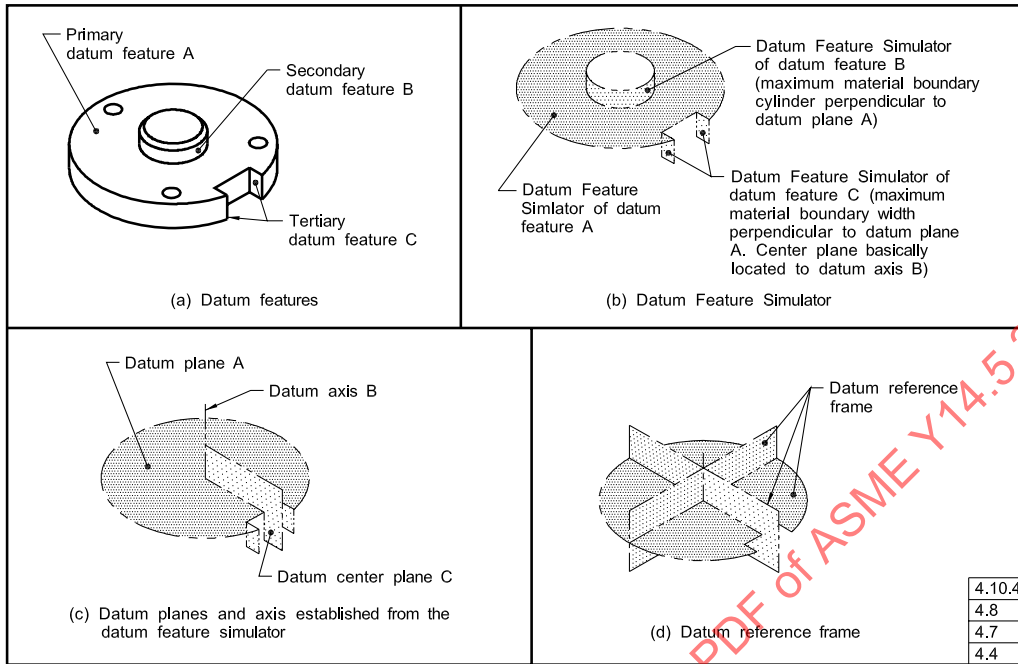 Primary
datum feature A
Secondary
datum feature B
Tertiary
datum feature C
(a) Datum features
Datum Feature Simulator
of datum feature B
(maximum material boundary
cylinder perpendicular to
datum plane A)
Datum Feature
Simlator of datum
feature A
Datum Feature Simulator of
datum feature C (maximum
material boundary width
perpendicular to datum plane
A. Center plane basically
located to datum axis B)
(b) Datum Feature Simulator
Datum plane A
Datum axis B
Datum center plane C
(c) Datum planes and axis established from the
datum feature simulator
Datum reference
frame
(d) Datum reference frame
PDF of ASME Y14.5
4.10.4
4.8
4.7
4.4